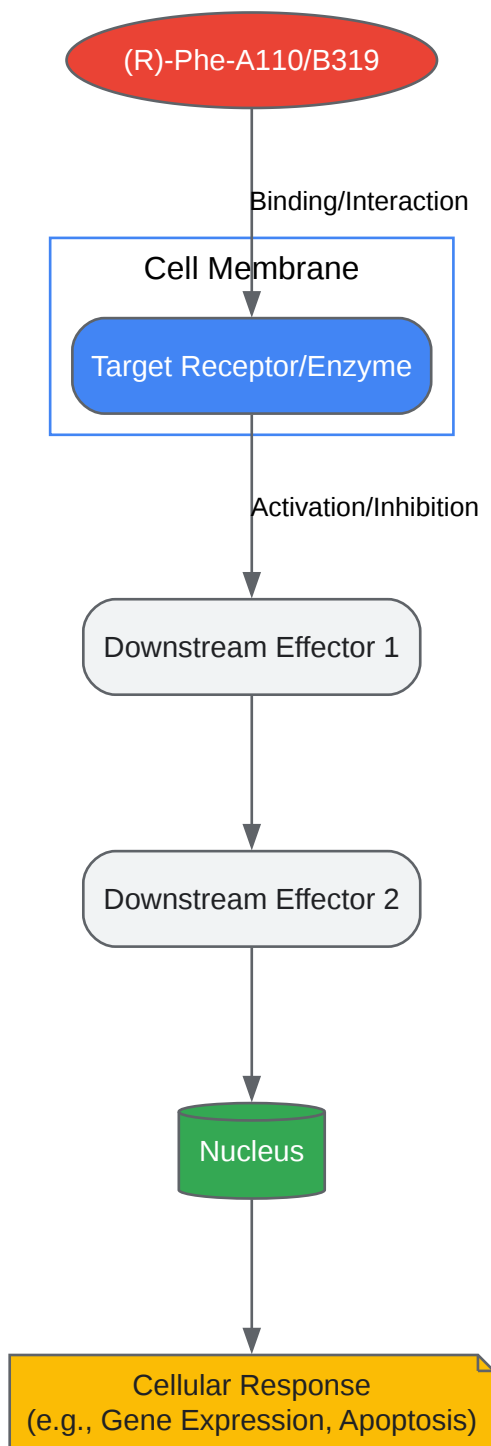 (R)-Phe-A110/B319
Binding/Interaction
Cell Membrane
Target Receptor/Enzyme
Activation/Inhibition
Downstream Effector 1
Downstream Effector 2
Nucleus
Cellular Response
(e.g., Gene Expression, Apoptosis)